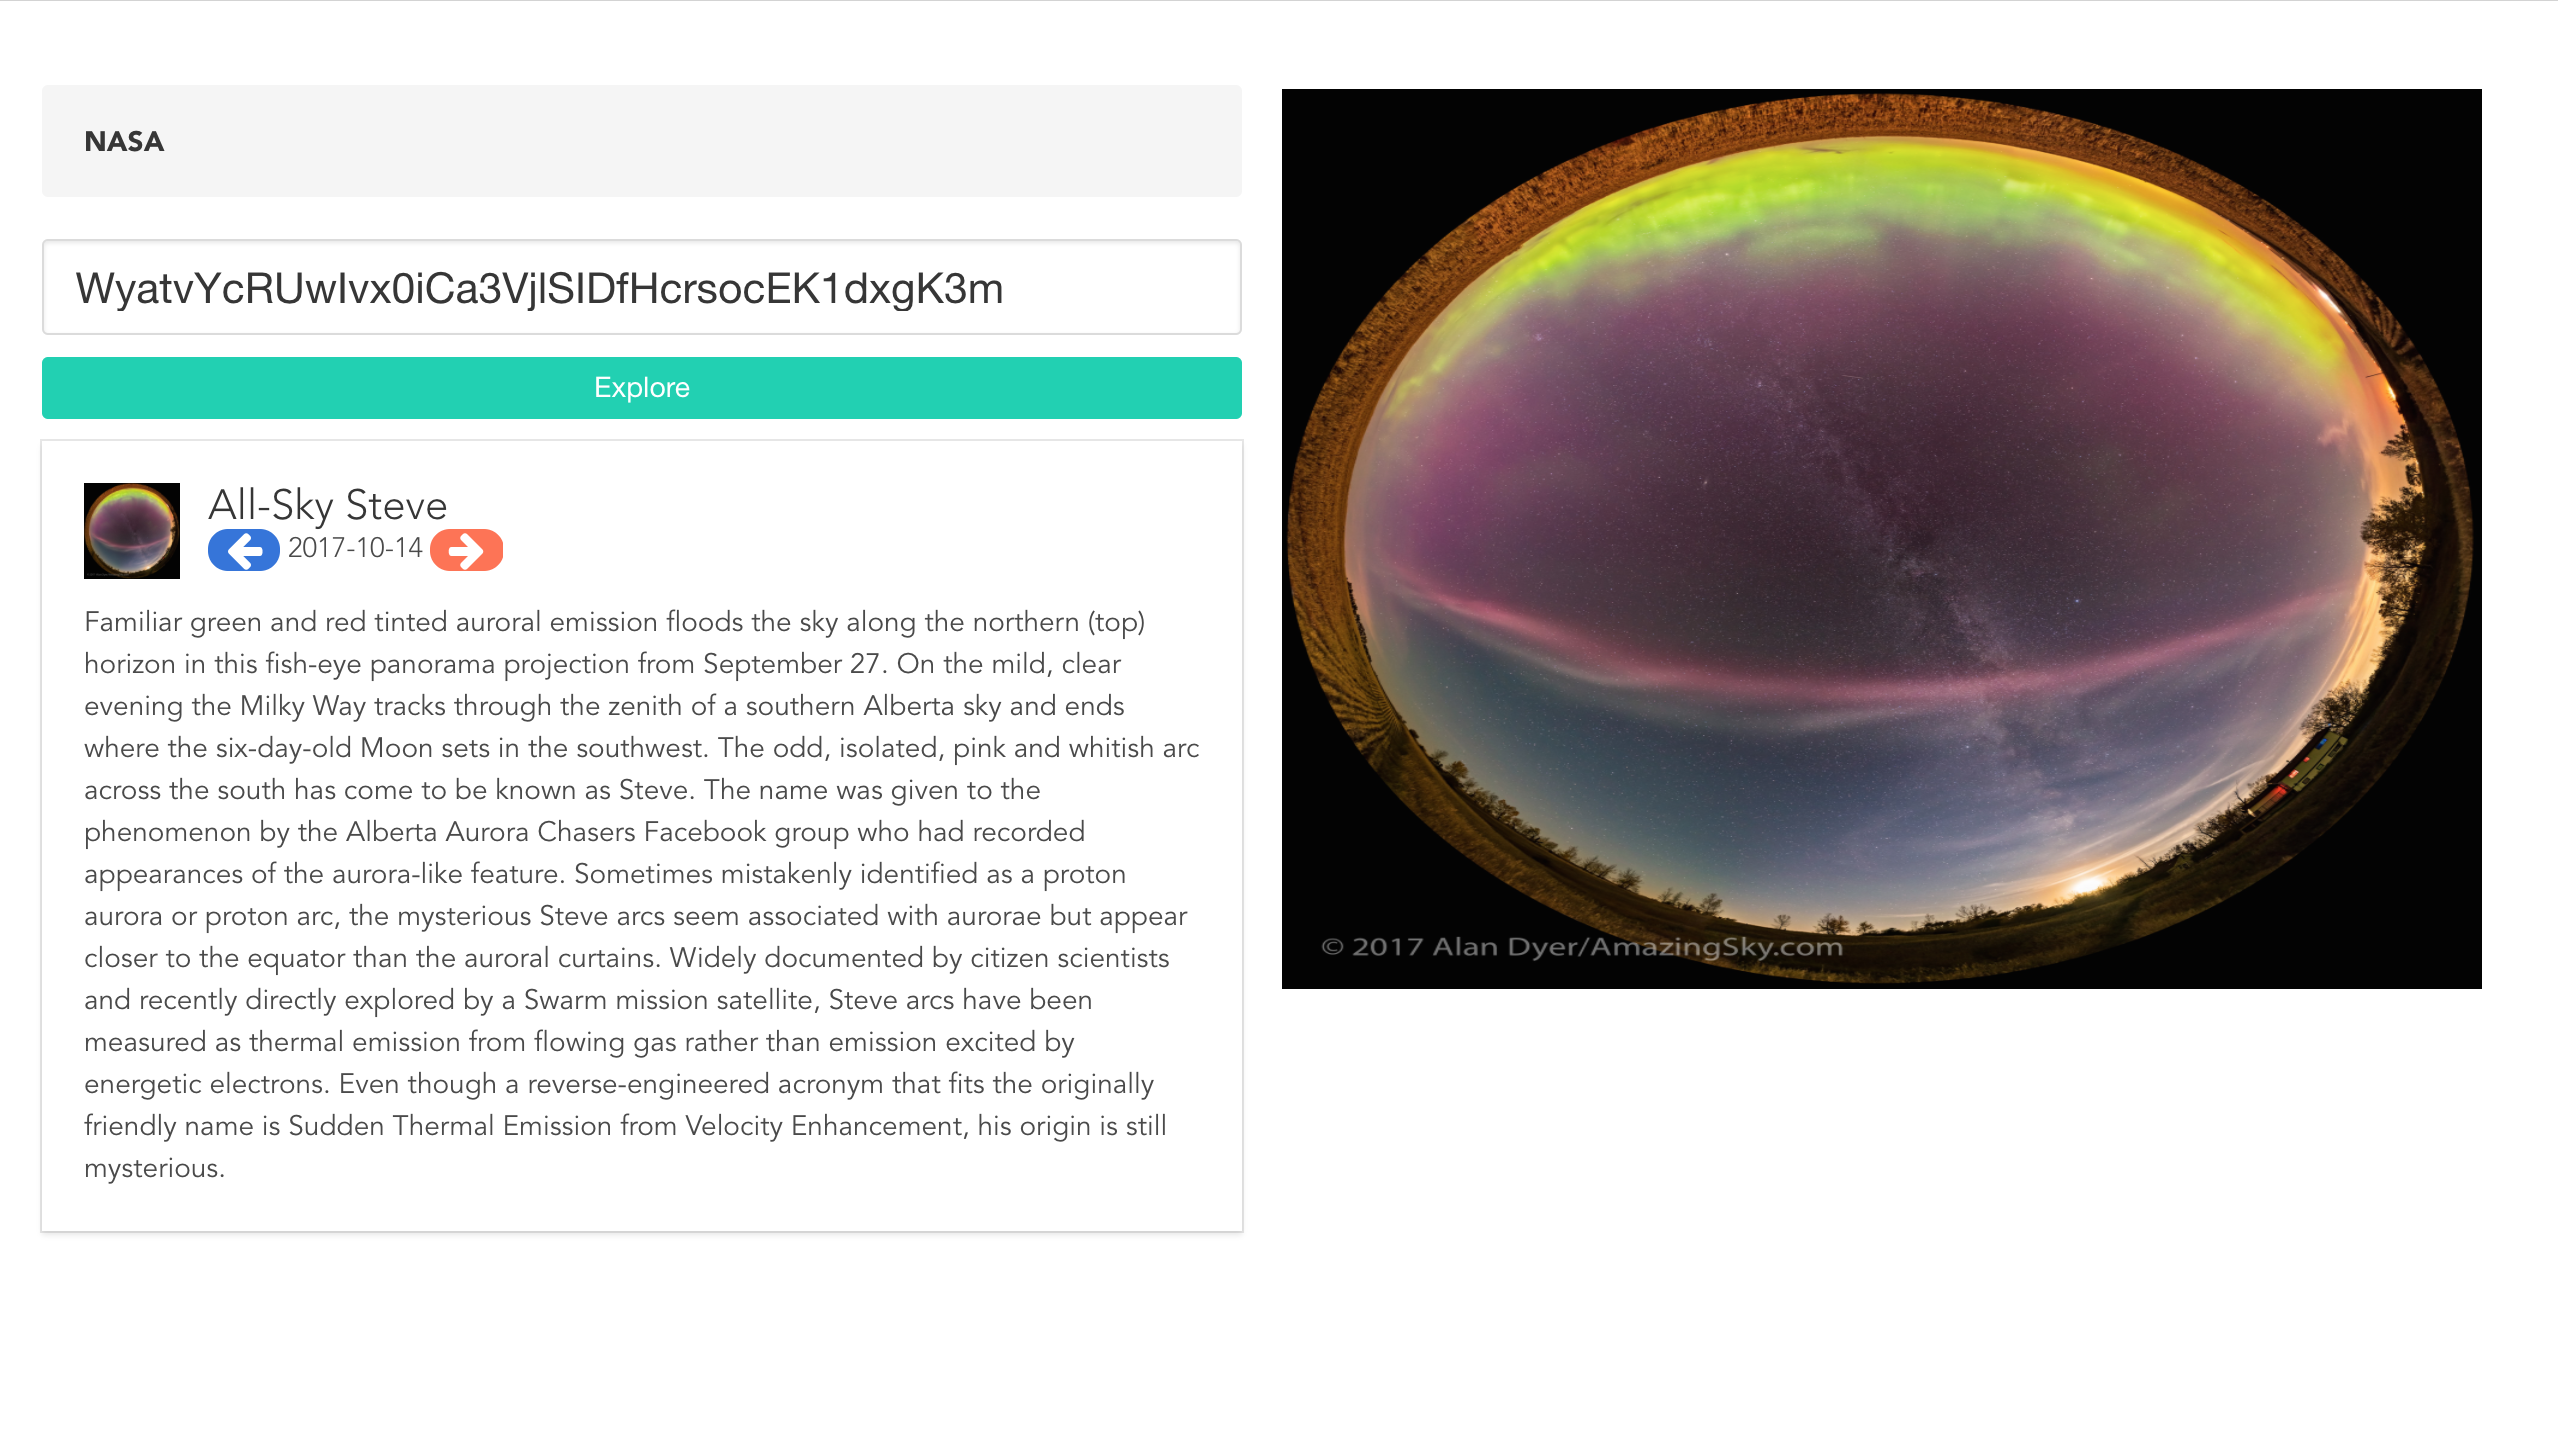 NASA
WyatvYcRUwIvx0iCa3VjlSIDfHcrsocEK1dxgK3m
Explore
All-Sky Steve
2017-10-14
Familiar green and red tinted auroral emission floods the sky along the northern (top)
horizon in this fish-eye panorama projection from September 27. On the mild, clear
evening the Milky Way tracks through the zenith of a southern Alberta sky and ends
where the six-day-old Moon sets in the southwest. The odd, isolated, pink and whitish arc
across the south has come to be known as Steve. The name was given to the
phenomenon by the Alberta Aurora Chasers Facebook group who had recorded
appearances of the aurora-like feature. Sometimes mistakenly identified as a proton
aurora or proton arc, the mysterious Steve arcs seem associated with aurorae but appear
closer to the equator than the auroral curtains. Widely documented by citizen scientists
and recently directly explored by a Swarm mission satellite, Steve arcs have been
measured as thermal emission from flowing gas rather than emission excited by
energetic electrons. Even though a reverse-engineered acronym that fits the originally
friendly name is Sudden Thermal Emission from Velocity Enhancement, his origin is still
mysterious.
© 2017 Alan Dyer/AmazingSky.com